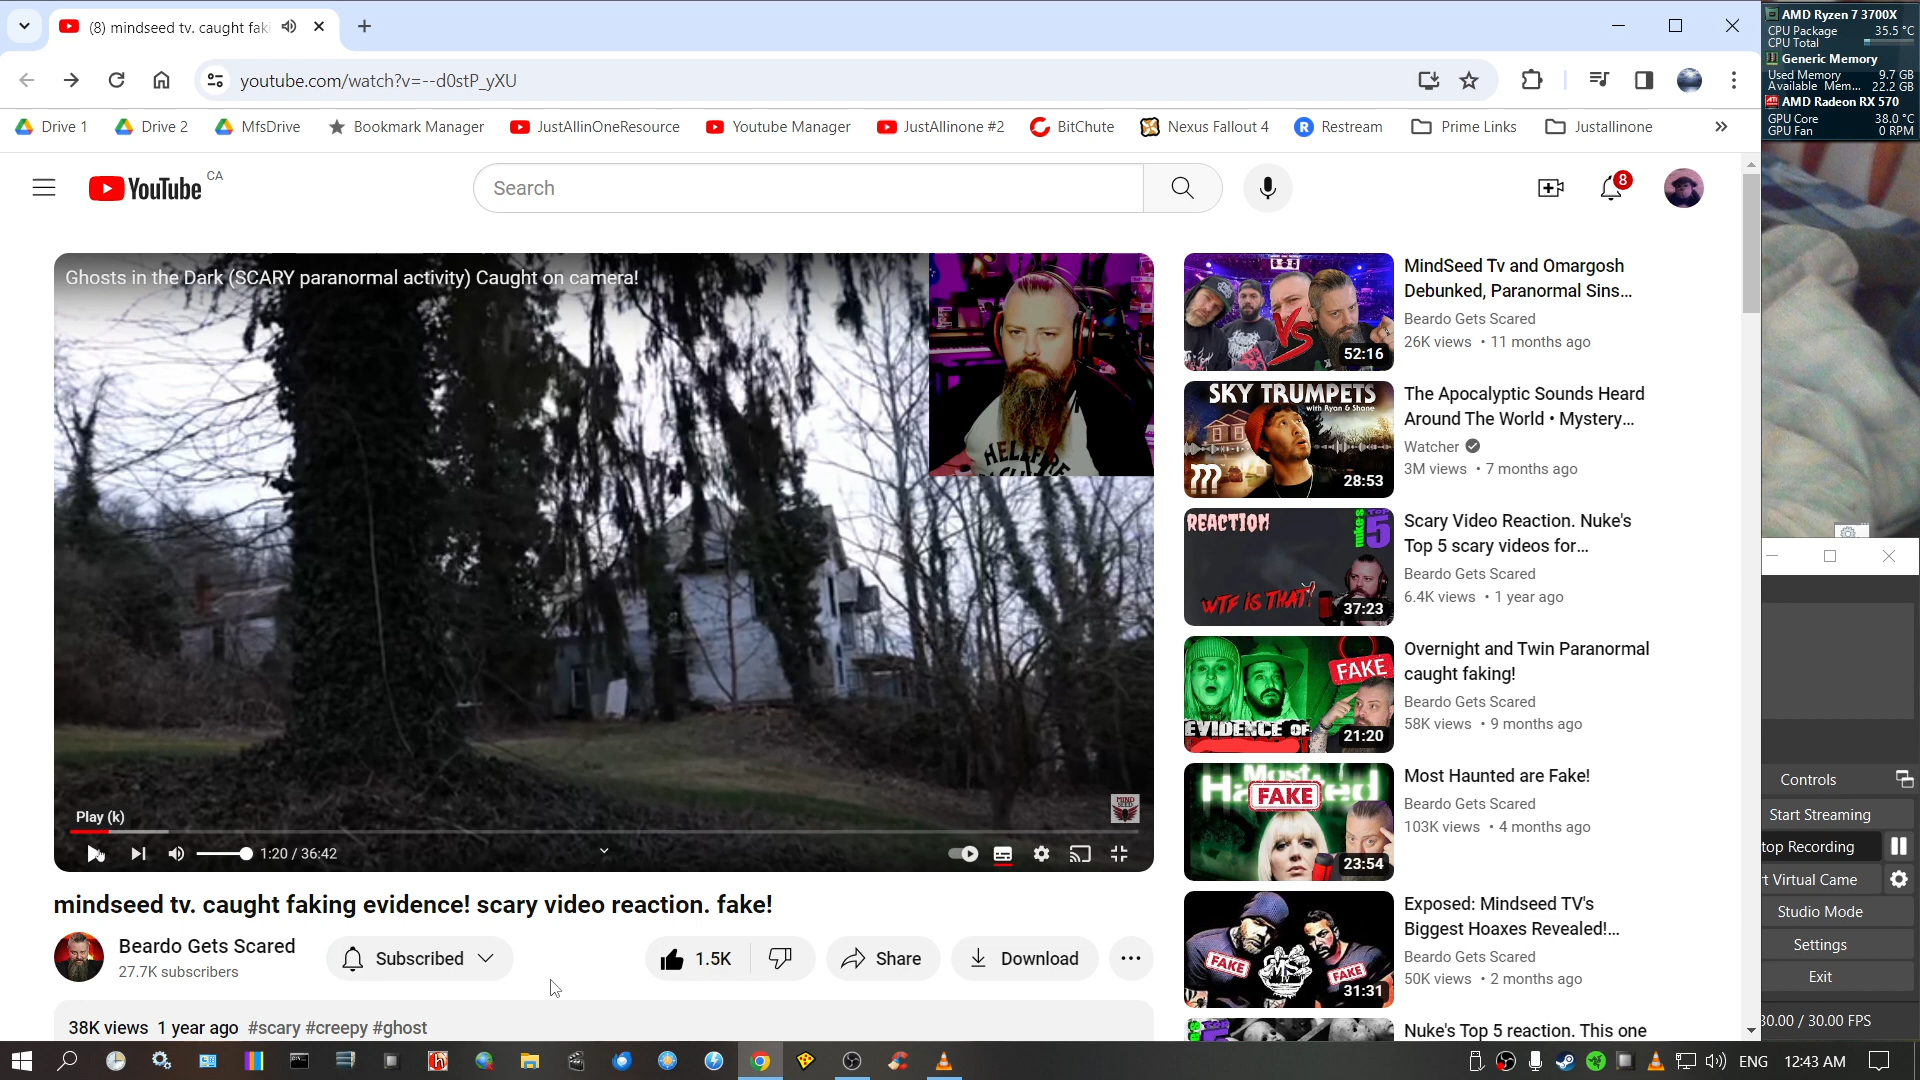 (8) mindseed tv. caught faki
youtube.com/watch?v=--d0stP_yXU
Drive 1
Drive 2
MfsDrive
Bookmark Manager
JustAllinOneResource
Youtube Manager
JustAllinone #2
BitChute
Nexus Fallout 4
Restream
Prime Links
Justallinone
AMD Ryzen 7 3700X
CPU Package 35.5 °C
CPU Total
Generic Memory
Used Memory 9.7 GB
Available Mem... 22.2 GB
AMD Radeon RX 570
GPU Core 38.0 °C
GPU Fan 0 RPM
YouTube CA
Search
8
Ghosts in the Dark (SCARY paranormal activity) Caught on camera!
HELLFIRE
MIND SEED
Play (k)
1:20 / 36:42
mindseed tv. caught faking evidence! scary video reaction. fake!
Beardo Gets Scared
27.7K subscribers
Subscribed
1.5K
Share
Download
38K views 1 year ago #scary #creepy #ghost
VS
52:16
MindSeed Tv and Omargosh
Debunked, Paranormal Sins...
Beardo Gets Scared
26K views • 11 months ago
SKY TRUMPETS
with Ryan & Shane
28:53
The Apocalyptic Sounds Heard
Around The World • Mystery...
Watcher
3M views • 7 months ago
REACTION
nuke's TOP 5
WTF IS THAT?
37:23
Scary Video Reaction. Nuke's
Top 5 scary videos for...
Beardo Gets Scared
6.4K views • 1 year ago
FAKE
EVIDENCE OF
21:20
Overnight and Twin Paranormal
caught faking!
Beardo Gets Scared
58K views • 9 months ago
Most
Haunted
FAKE
23:54
Most Haunted are Fake!
Beardo Gets Scared
103K views • 4 months ago
FAKE
FAKE
31:31
Exposed: Mindseed TV's
Biggest Hoaxes Revealed!...
Beardo Gets Scared
50K views • 2 months ago
Nuke's Top 5 reaction. This one
Controls
Start Streaming
top Recording
t Virtual Came
Studio Mode
Settings
Exit
30.00 / 30.00 FPS
ENG
12:43 AM